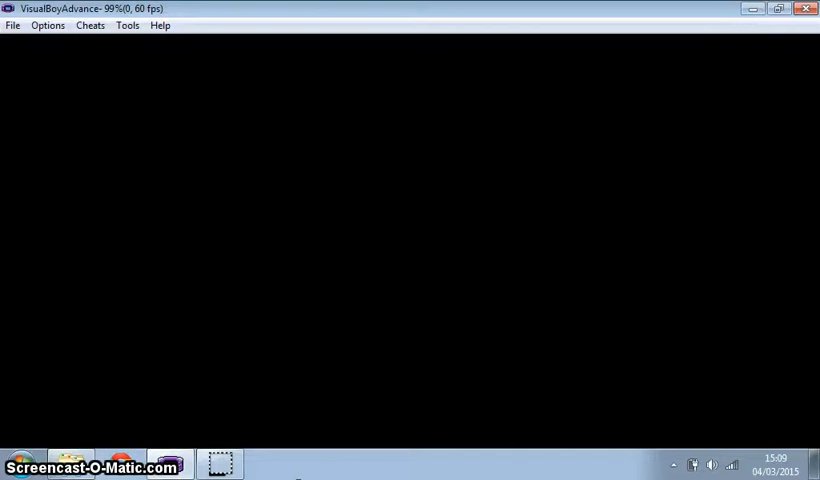 VisualBoyAdvance- 99%(0, 60 fps)
File Options Cheats Tools Help
Screencast-O-Matic.com
15:09
04/03/2015